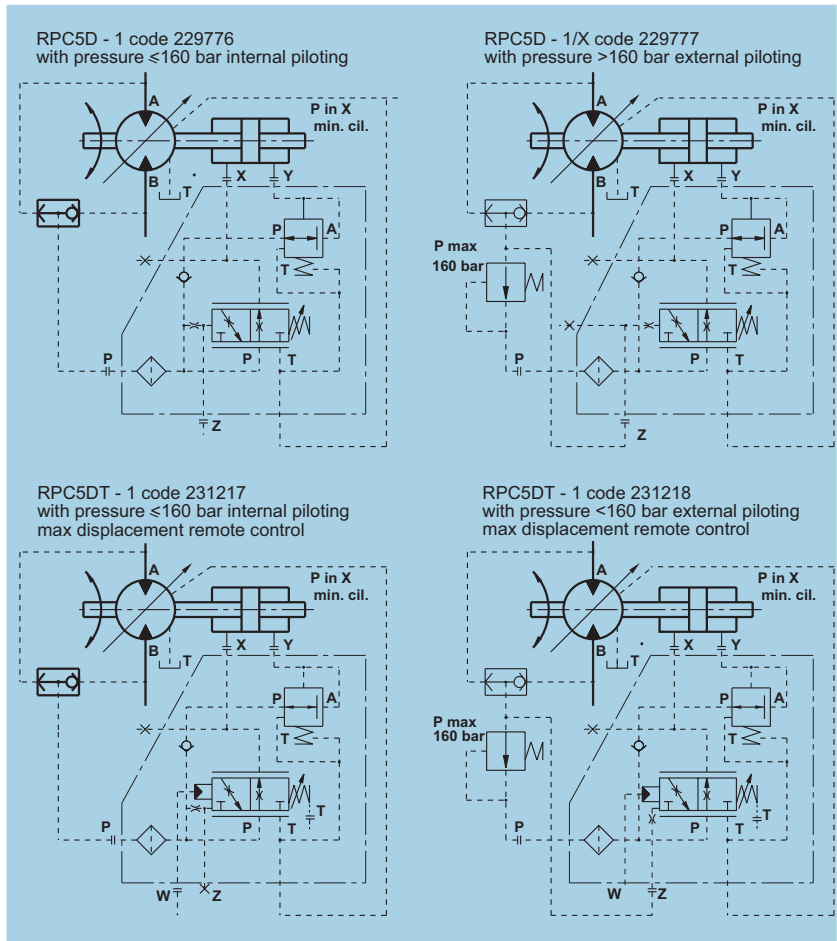 RPC5D - 1 code 229776
with pressure ⩽160 bar internal piloting
A
P in X
min. cil.
B
T
X
Y
P
A
T
P
P
T
Z
RPC5D - 1/X code 229777
with pressure >160 bar external piloting
A
P in X
min. cil.
B
T
X
Y
P
A
P max
160 bar
T
P
P
T
Z
RPC5DT - 1 code 231217
with pressure ⩽160 bar internal piloting
max displacement remote control
A
P in X
min. cil.
B
T
X
Y
P
A
T
T
P
P
T
W
Z
RPC5DT - 1 code 231218
with pressure <160 bar external piloting
max displacement remote control
A
P in X
min. cil.
B
T
X
Y
P
A
P max
160 bar
T
T
P
P
T
W
Z